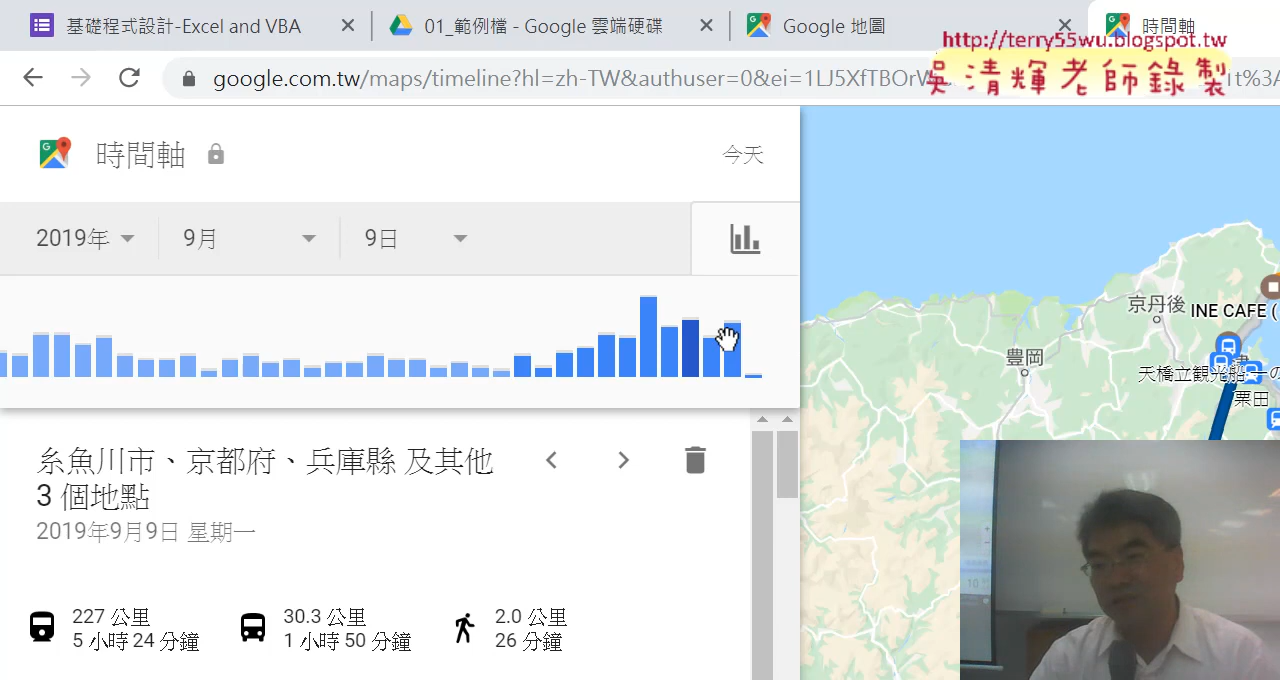 基礎程式設計-Excel and VBA
01_範例檔 - Google 雲端硬碟
Google 地圖
時間軸
http://terry55wu.blogspot.tw
吳清輝老師錄製
google.com.tw/maps/timeline?hl=zh-TW&authuser=0&ei=1LJ5XfTBOrW
時間軸
今天
2019年 9月 9日
京丹後
INE CAFE (
豊岡
天橋立観光船 一の
栗田
糸魚川市、京都府、兵庫縣 及其他
3 個地點
2019年9月9日 星期一
227 公里
5 小時 24 分鐘
30.3 公里
1 小時 50 分鐘
2.0 公里
26 分鐘